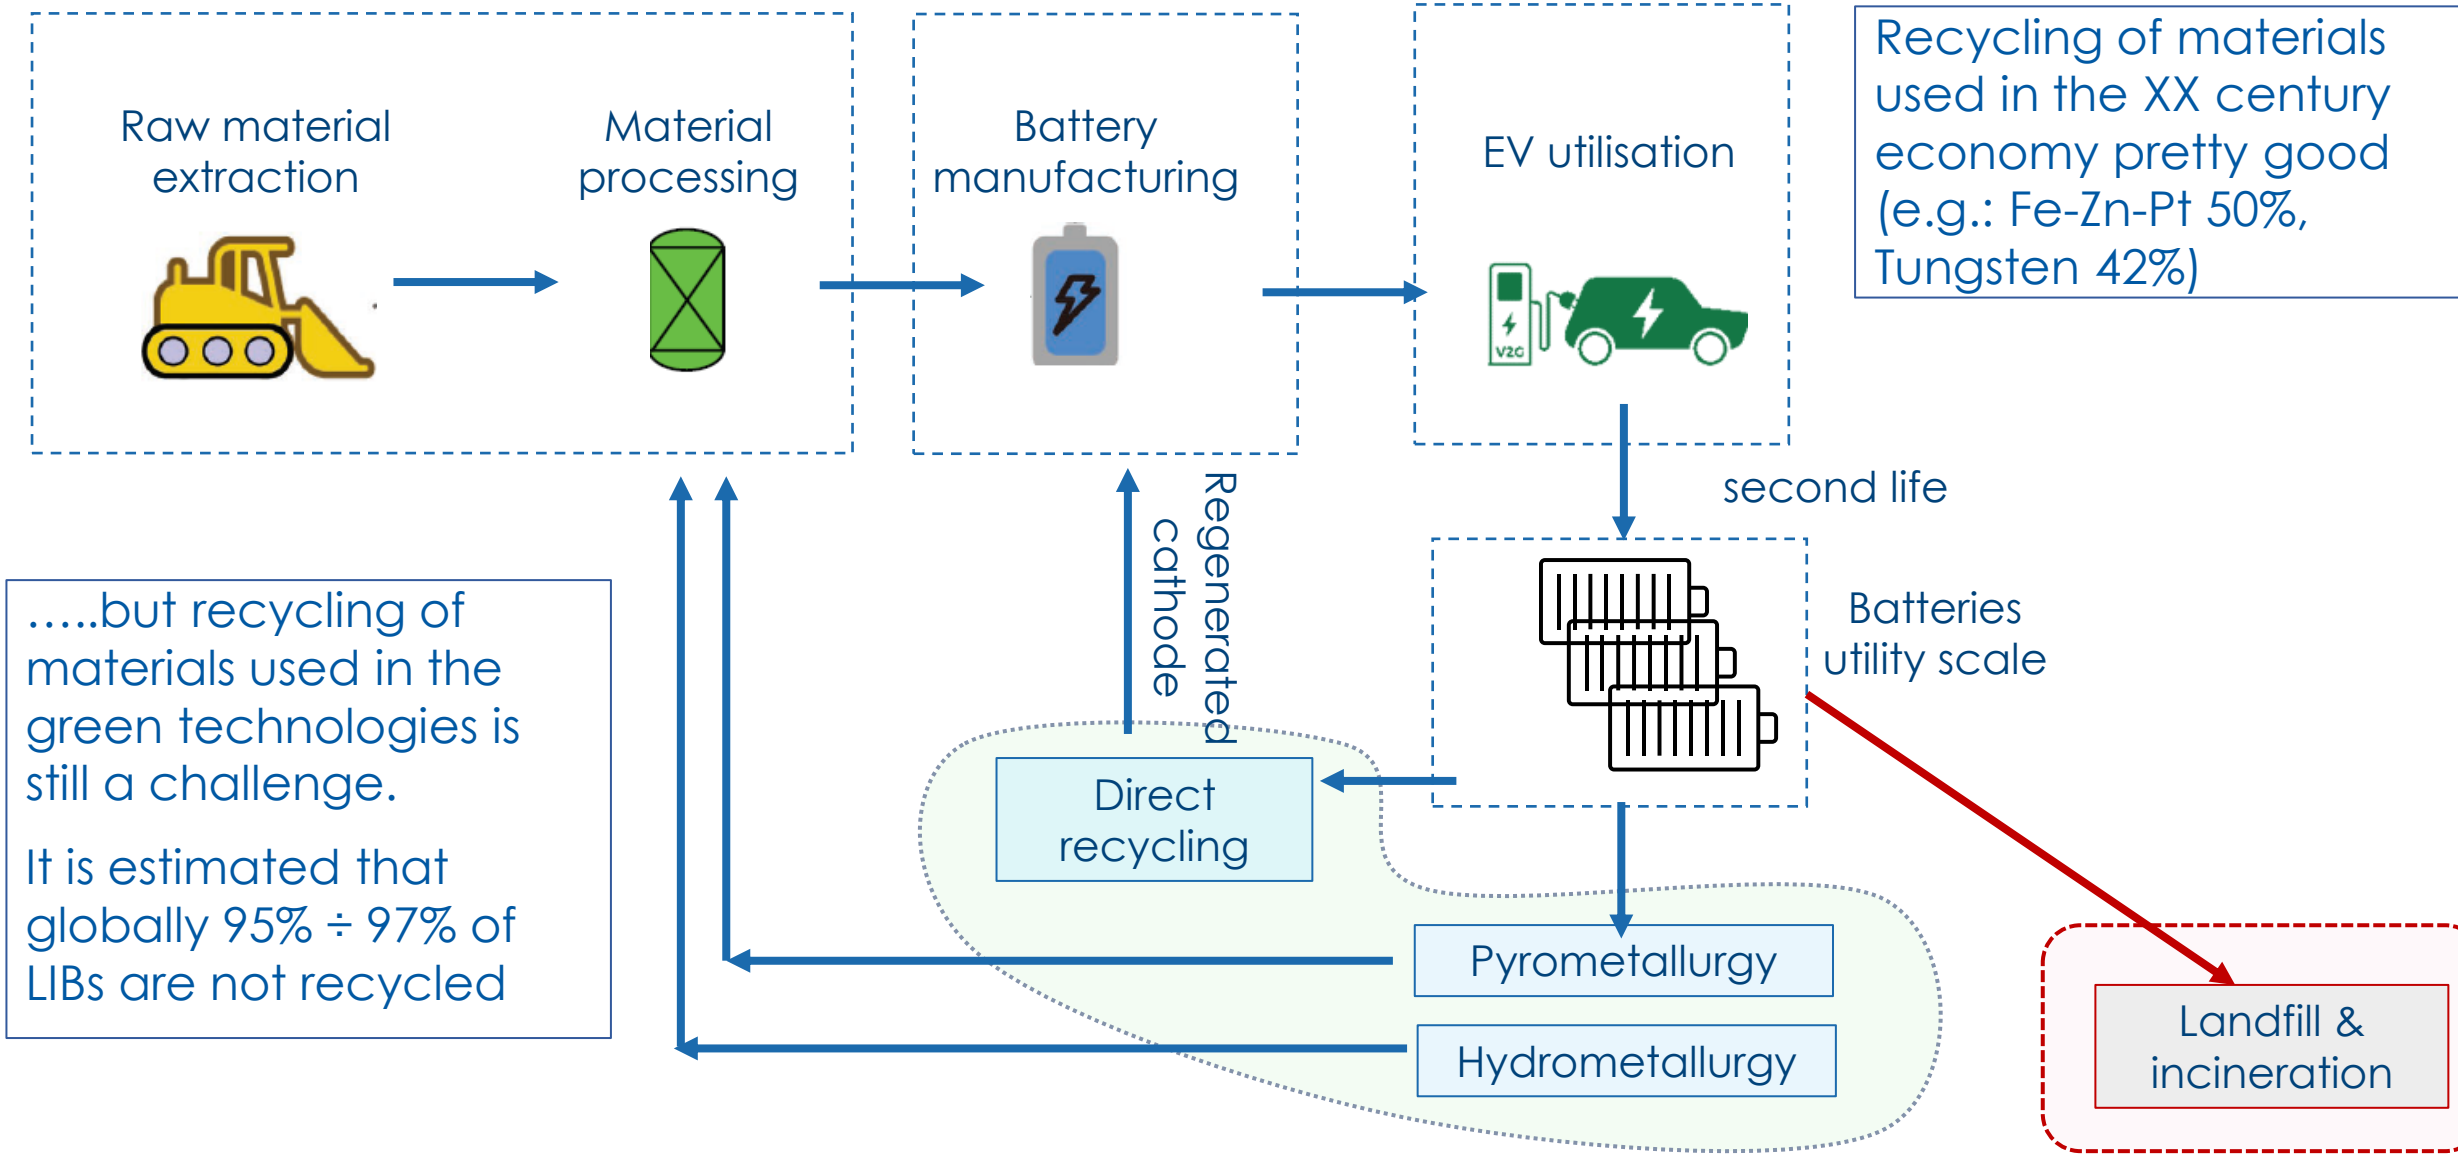 Raw material
extraction
Material
processing
Battery
manufacturing
EV utilisation
V2G
Recycling of materials
used in the XX century
economy pretty good
(e.g.: Fe-Zn-Pt 50%,
Tungsten 42%)
second life
Regenerated
cathode
Batteries
utility scale
…..but recycling of
materials used in the
green technologies is
still a challenge.
It is estimated that
globally 95% ÷ 97% of
LIBs are not recycled
Direct
recycling
Pyrometallurgy
Hydrometallurgy
Landfill &
incineration